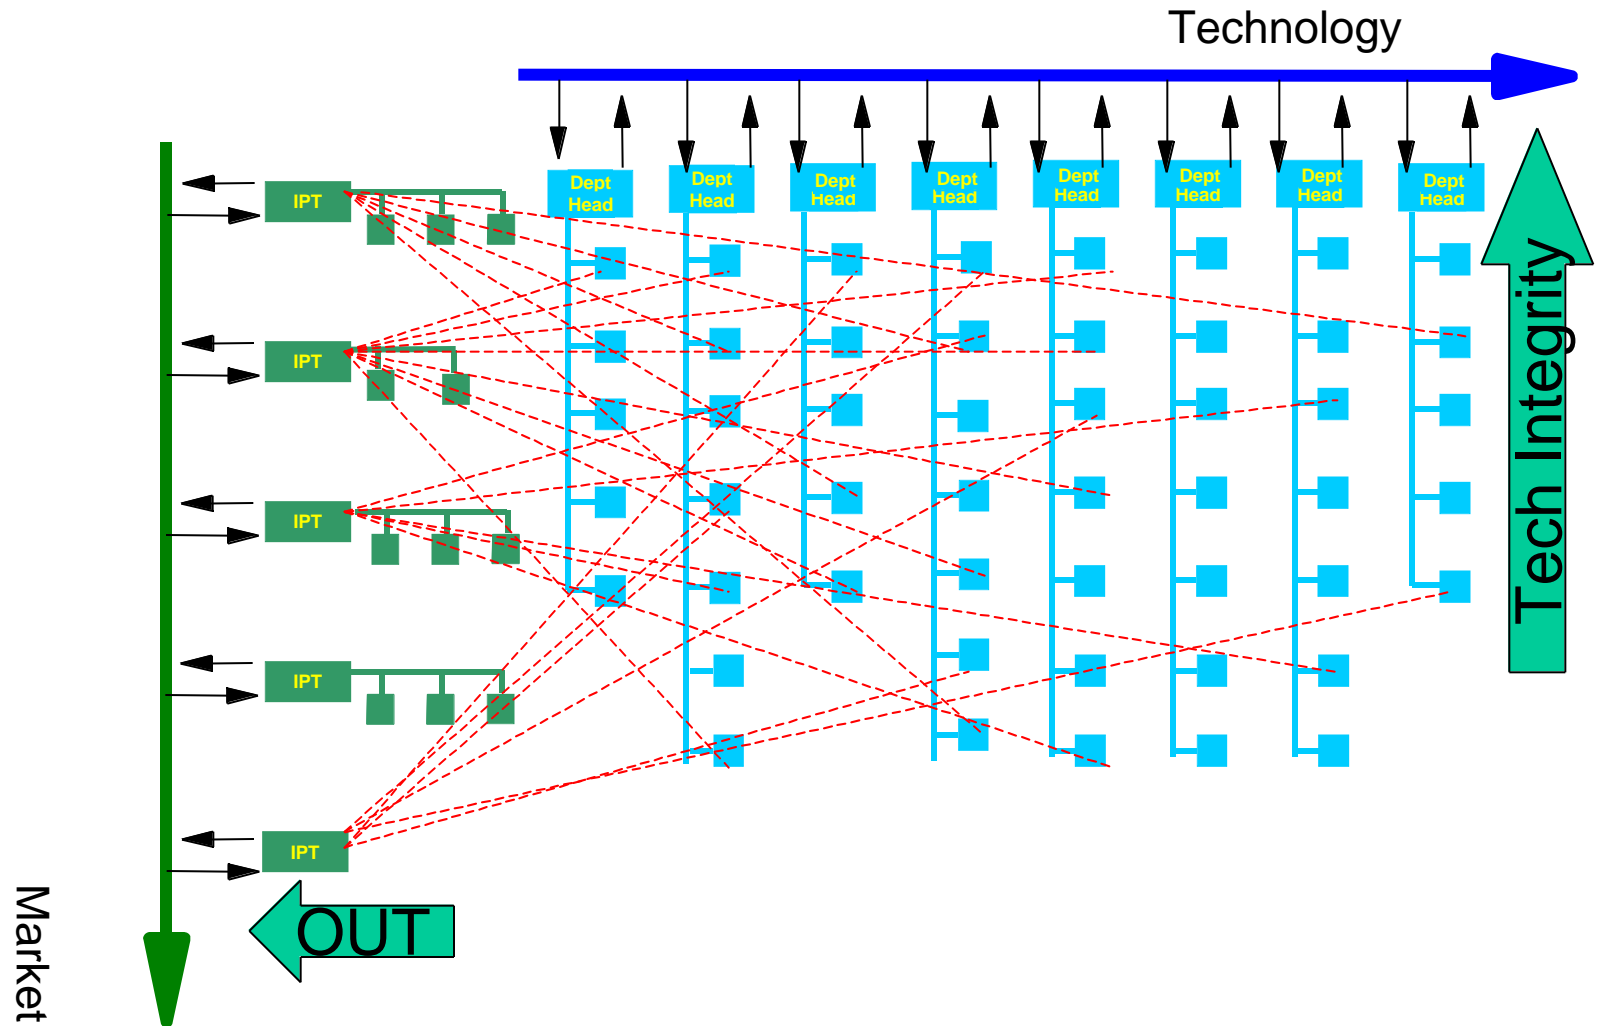 Technology
Dept
Head
Dept
Head
Dept
Head
Dept
Head
Dept
Head
Dept
Head
Dept
Head
Dept
Head
IPT
IPT
IPT
IPT
IPT
Tech Integrity
OUT
Market